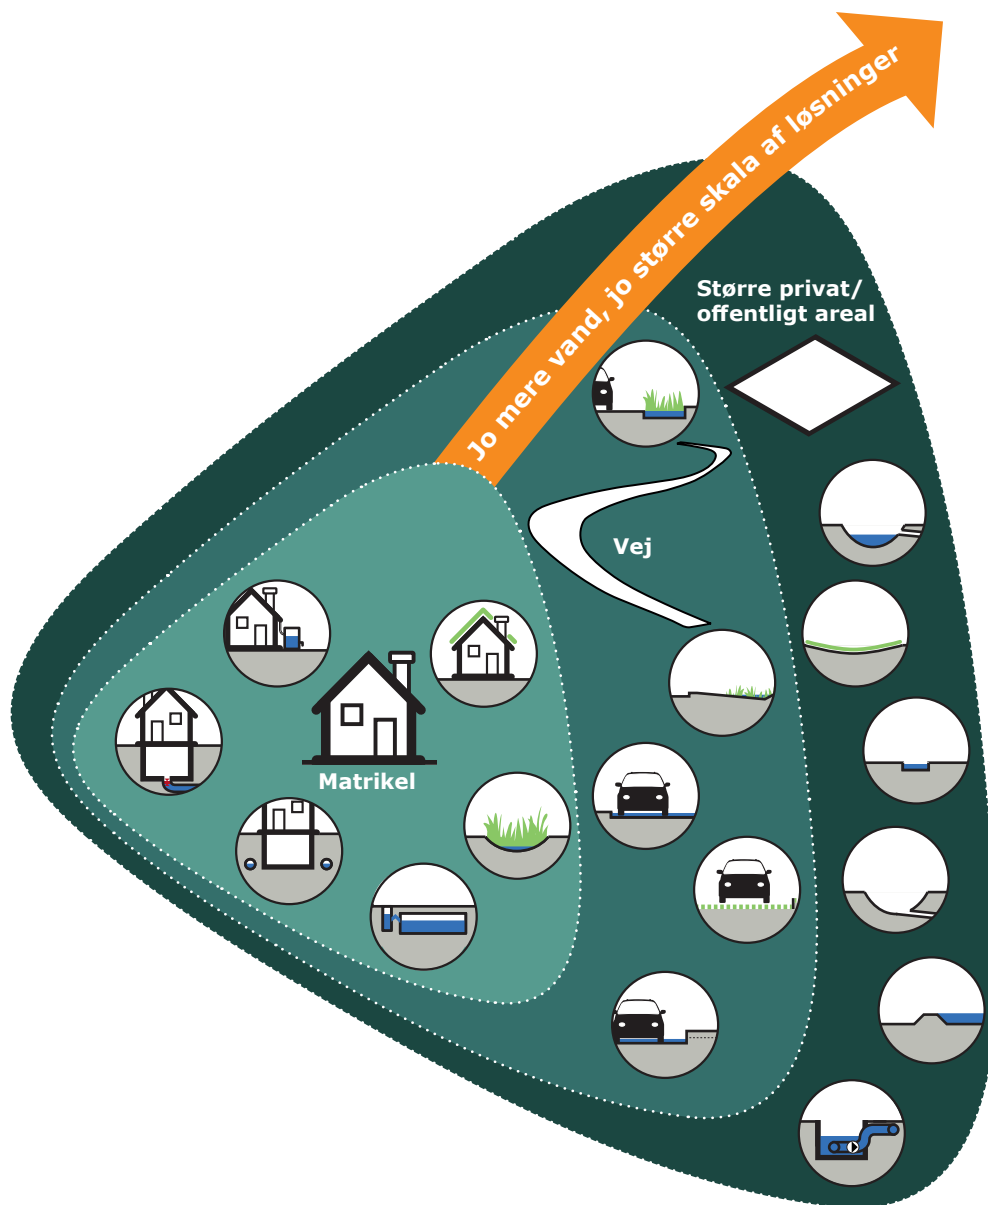 Jo mere vand, jo større skala af løsninger
Større privat/
offentligt areal
Vej
Matrikel